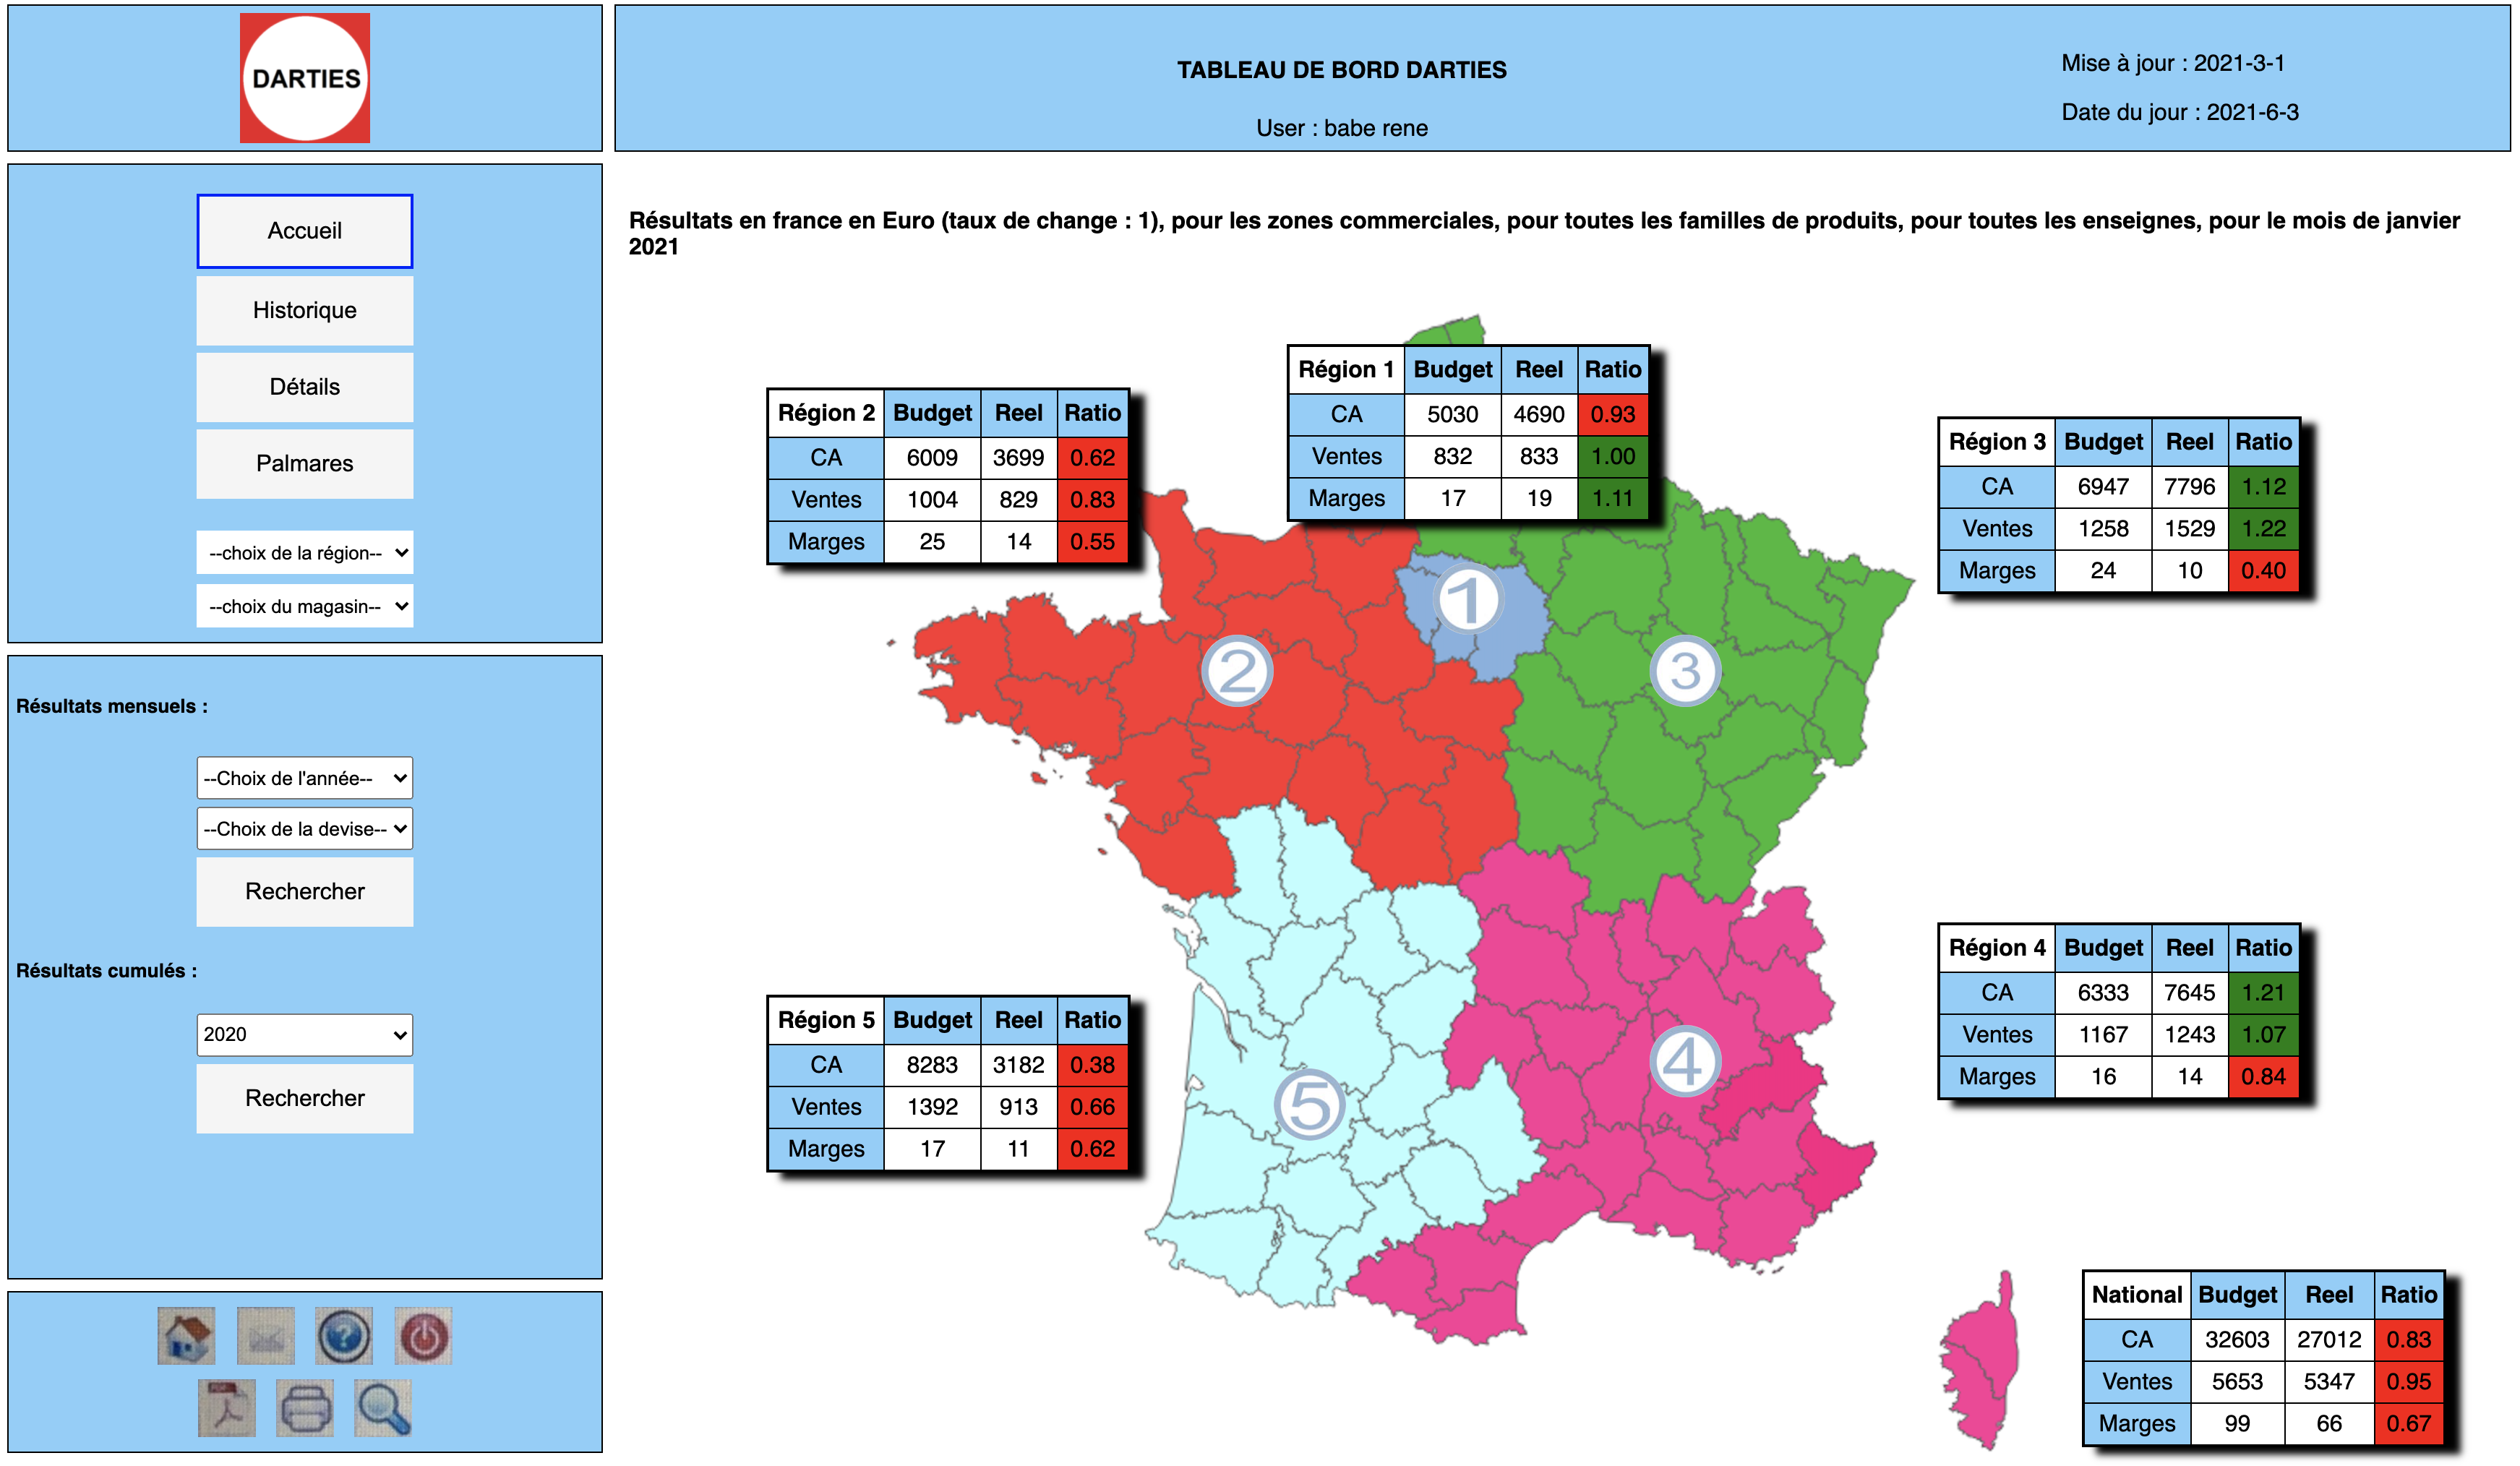 DARTIES
TABLEAU DE BORD DARTIES
User : babe rene
Mise à jour : 2021-3-1
Date du jour : 2021-6-3
Accueil
Historique
Détails
Palmares
--choix de la région--
--choix du magasin--
Résultats mensuels :
--Choix de l'année--
--Choix de la devise--
Rechercher
Résultats cumulés :
2020
Rechercher
?
PDF
Résultats en france en Euro (taux de change : 1), pour les zones commerciales, pour toutes les familles de produits, pour toutes les enseignes, pour le mois de janvier
2021
Région 1 Budget Reel Ratio
CA 5030 4690 0.93
Ventes 832 833 1.00
Marges 17 19 1.11
Région 2 Budget Reel Ratio
CA 6009 3699 0.62
Ventes 1004 829 0.83
Marges 25 14 0.55
Région 3 Budget Reel Ratio
CA 6947 7796 1.12
Ventes 1258 1529 1.22
Marges 24 10 0.40
1
2
3
4
5
Région 4 Budget Reel Ratio
CA 6333 7645 1.21
Ventes 1167 1243 1.07
Marges 16 14 0.84
Région 5 Budget Reel Ratio
CA 8283 3182 0.38
Ventes 1392 913 0.66
Marges 17 11 0.62
National Budget Reel Ratio
CA 32603 27012 0.83
Ventes 5653 5347 0.95
Marges 99 66 0.67